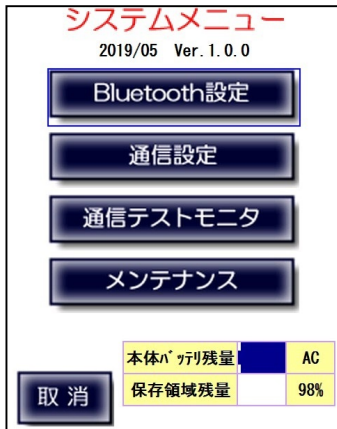 システムメニュー
2019/05 Ver.1.0.0
Bluetooth設定
通信設定
通信テストモニタ
メンテナンス
本体ﾊﾞｯﾃﾘ残量 AC
保存領域残量 98%
取消